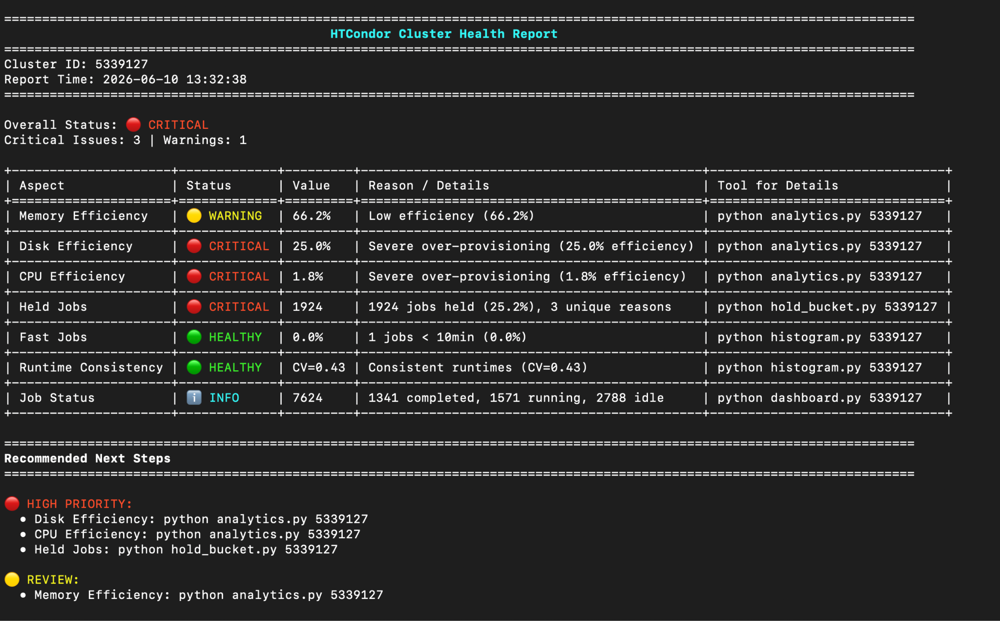 ========================================================================================================================
HTCondor Cluster Health Report
========================================================================================================================
Cluster ID: 5339127
Report Time: 2026-06-10 13:32:38
========================================================================================================================
Overall Status: 🔴 CRITICAL
Critical Issues: 3 | Warnings: 1
+---------------------+-------------+---------+----------------------------------------------+-------------------------------+
| Aspect              | Status      | Value   | Reason / Details                             | Tool for Details              |
+=====================+=============+=========+==============================================+===============================+
| Memory Efficiency   | 🟡 WARNING  | 66.2%   | Low efficiency (66.2%)                       | python analytics.py 5339127   |
+---------------------+-------------+---------+----------------------------------------------+-------------------------------+
| Disk Efficiency     | 🔴 CRITICAL | 25.0%   | Severe over-provisioning (25.0% efficiency) | python analytics.py 5339127   |
+---------------------+-------------+---------+----------------------------------------------+-------------------------------+
| CPU Efficiency      | 🔴 CRITICAL | 1.8%    | Severe over-provisioning (1.8% efficiency)  | python analytics.py 5339127   |
+---------------------+-------------+---------+----------------------------------------------+-------------------------------+
| Held Jobs           | 🔴 CRITICAL | 1924    | 1924 jobs held (25.2%), 3 unique reasons     | python hold_bucket.py 5339127 |
+---------------------+-------------+---------+----------------------------------------------+-------------------------------+
| Fast Jobs           | 🟢 HEALTHY  | 0.0%    | 1 jobs < 10min (0.0%)                        | python histogram.py 5339127   |
+---------------------+-------------+---------+----------------------------------------------+-------------------------------+
| Runtime Consistency | 🟢 HEALTHY  | CV=0.43 | Consistent runtimes (CV=0.43)                | python histogram.py 5339127   |
+---------------------+-------------+---------+----------------------------------------------+-------------------------------+
| Job Status          | ℹ️ INFO     | 7624    | 1341 completed, 1571 running, 2788 idle      | python dashboard.py 5339127   |
+---------------------+-------------+---------+----------------------------------------------+-------------------------------+
========================================================================================================================
Recommended Next Steps
========================================================================================================================
🔴 HIGH PRIORITY:
• Disk Efficiency: python analytics.py 5339127
• CPU Efficiency: python analytics.py 5339127
• Held Jobs: python hold_bucket.py 5339127
🟡 REVIEW:
• Memory Efficiency: python analytics.py 5339127